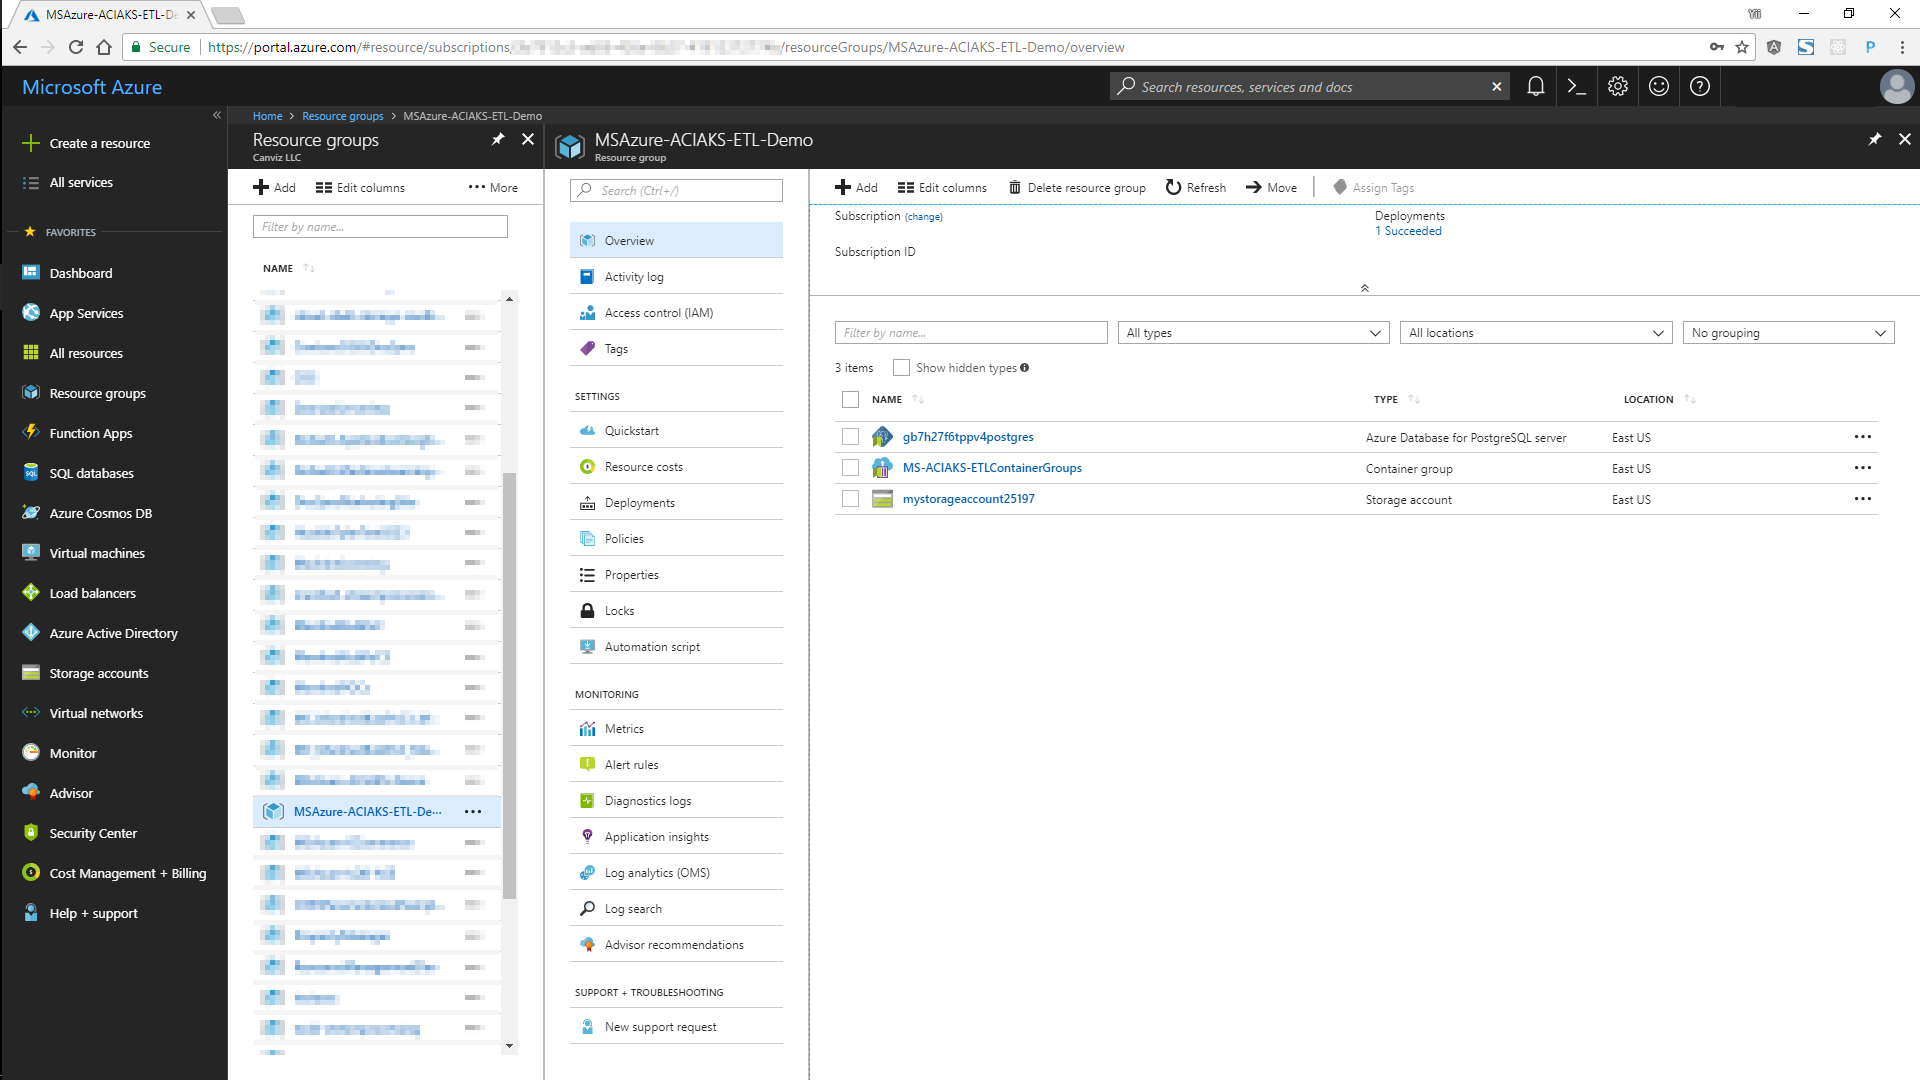 MSAzure-ACIAKS-ETL-De
Yii
Secure
https://portal.azure.com/#resource/subscriptions/
/resourceGroups/MSAzure-ACIAKS-ETL-Demo/overview
Microsoft Azure
Search resources, services and docs
Create a resource
All services
FAVORITES
Dashboard
App Services
All resources
Resource groups
Function Apps
SQL databases
Azure Cosmos DB
Virtual machines
Load balancers
Azure Active Directory
Storage accounts
Virtual networks
Monitor
Advisor
Security Center
Cost Management + Billing
Help + support
Home > Resource groups > MSAzure-ACIAKS-ETL-Demo
Resource groups
Canviz LLC
Add
Edit columns
More
Filter by name...
NAME
MSAzure-ACIAKS-ETL-De...
MSAzure-ACIAKS-ETL-Demo
Resource group
Search (Ctrl+/)
Overview
Activity log
Access control (IAM)
Tags
SETTINGS
Quickstart
Resource costs
Deployments
Policies
Properties
Locks
Automation script
MONITORING
Metrics
Alert rules
Diagnostics logs
Application insights
Log analytics (OMS)
Log search
Advisor recommendations
SUPPORT + TROUBLESHOOTING
New support request
Add
Edit columns
Delete resource group
Refresh
Move
Assign Tags
Subscription (change)
Deployments
1 Succeeded
Subscription ID
Filter by name...
All types
All locations
No grouping
3 items
Show hidden types
NAME
TYPE
LOCATION
gb7h27f6tppv4postgres
Azure Database for PostgreSQL server
East US
MS-ACIAKS-ETLContainerGroups
Container group
East US
mystorageaccount25197
Storage account
East US